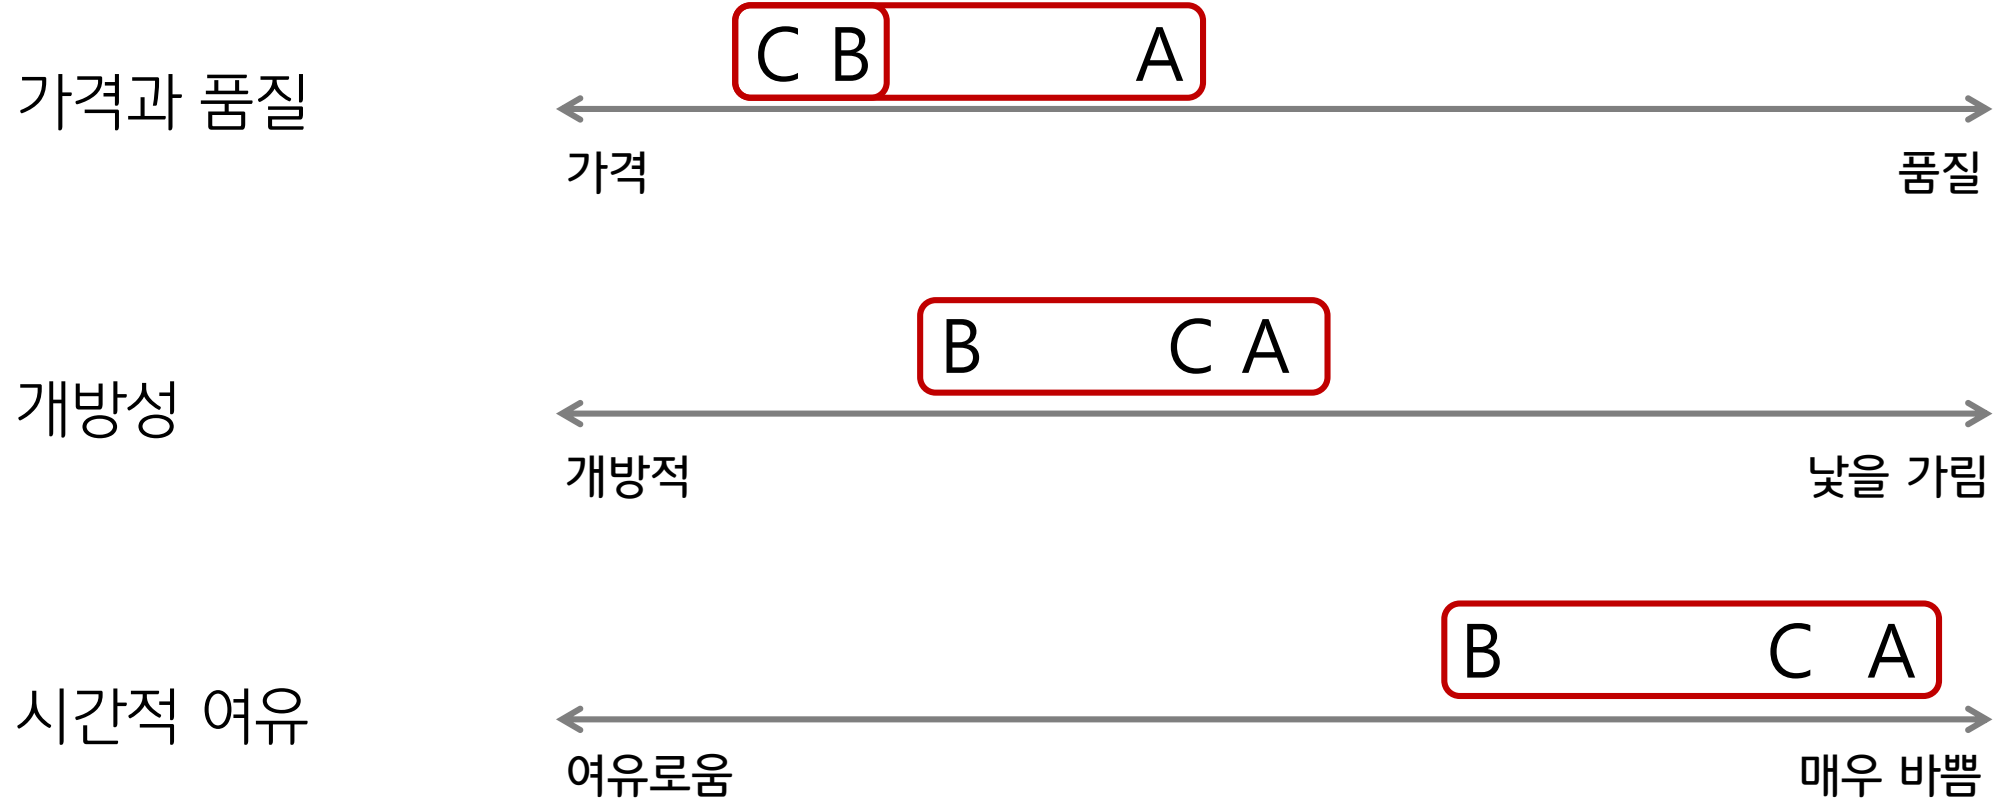 가격과 품질
C B A
가격 품질
개방성
B C A
개방적 낯을 가림
시간적 여유
B C A
여유로움 매우 바쁨